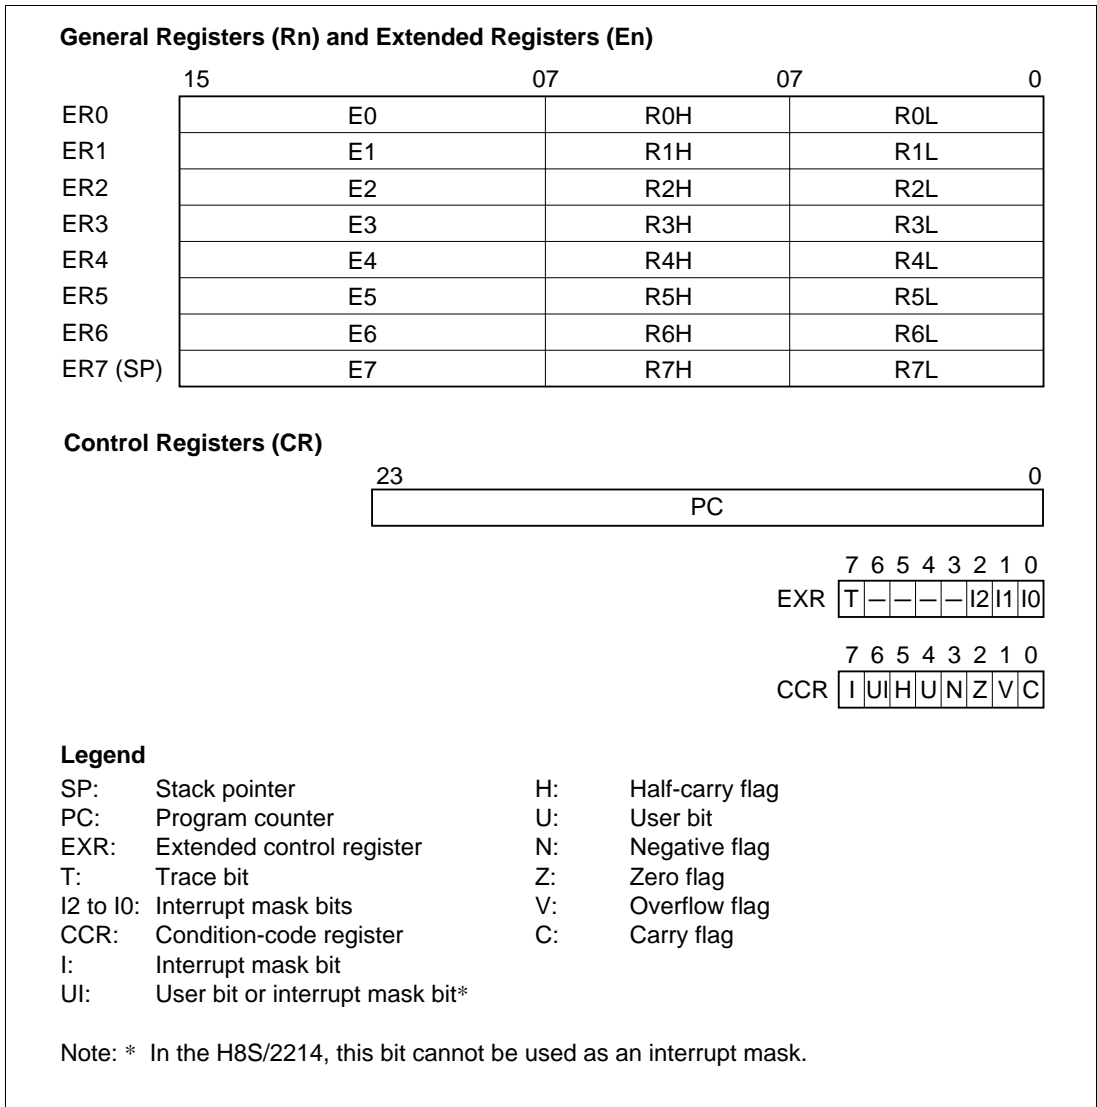 General Registers (Rn) and Extended Registers (En)
15 07 07 0
ER0 E0 R0H R0L
ER1 E1 R1H R1L
ER2 E2 R2H R2L
ER3 E3 R3H R3L
ER4 E4 R4H R4L
ER5 E5 R5H R5L
ER6 E6 R6H R6L
ER7 (SP) E7 R7H R7L
Control Registers (CR)
23 0
PC
7 6 5 4 3 2 1 0
EXR T — — — — I2 I1 I0
7 6 5 4 3 2 1 0
CCR I UI H U N Z V C
Legend
SP: Stack pointer H: Half-carry flag
PC: Program counter U: User bit
EXR: Extended control register N: Negative flag
T: Trace bit Z: Zero flag
I2 to I0: Interrupt mask bits V: Overflow flag
CCR: Condition-code register C: Carry flag
I: Interrupt mask bit
UI: User bit or interrupt mask bit*
Note: * In the H8S/2214, this bit cannot be used as an interrupt mask.